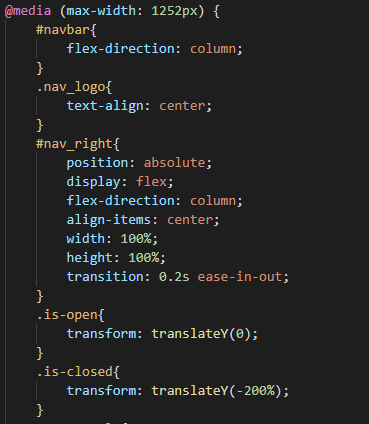 @media (max-width: 1252px) {
    #navbar{
        flex-direction: column;
    }
    .nav_logo{
        text-align: center;
    }
    #nav_right{
        position: absolute;
        display: flex;
        flex-direction: column;
        align-items: center;
        width: 100%;
        height: 100%;
        transition: 0.2s ease-in-out;
    }
    .is-open{
        transform: translateY(0);
    }
    .is-closed{
        transform: translateY(-200%);
    }